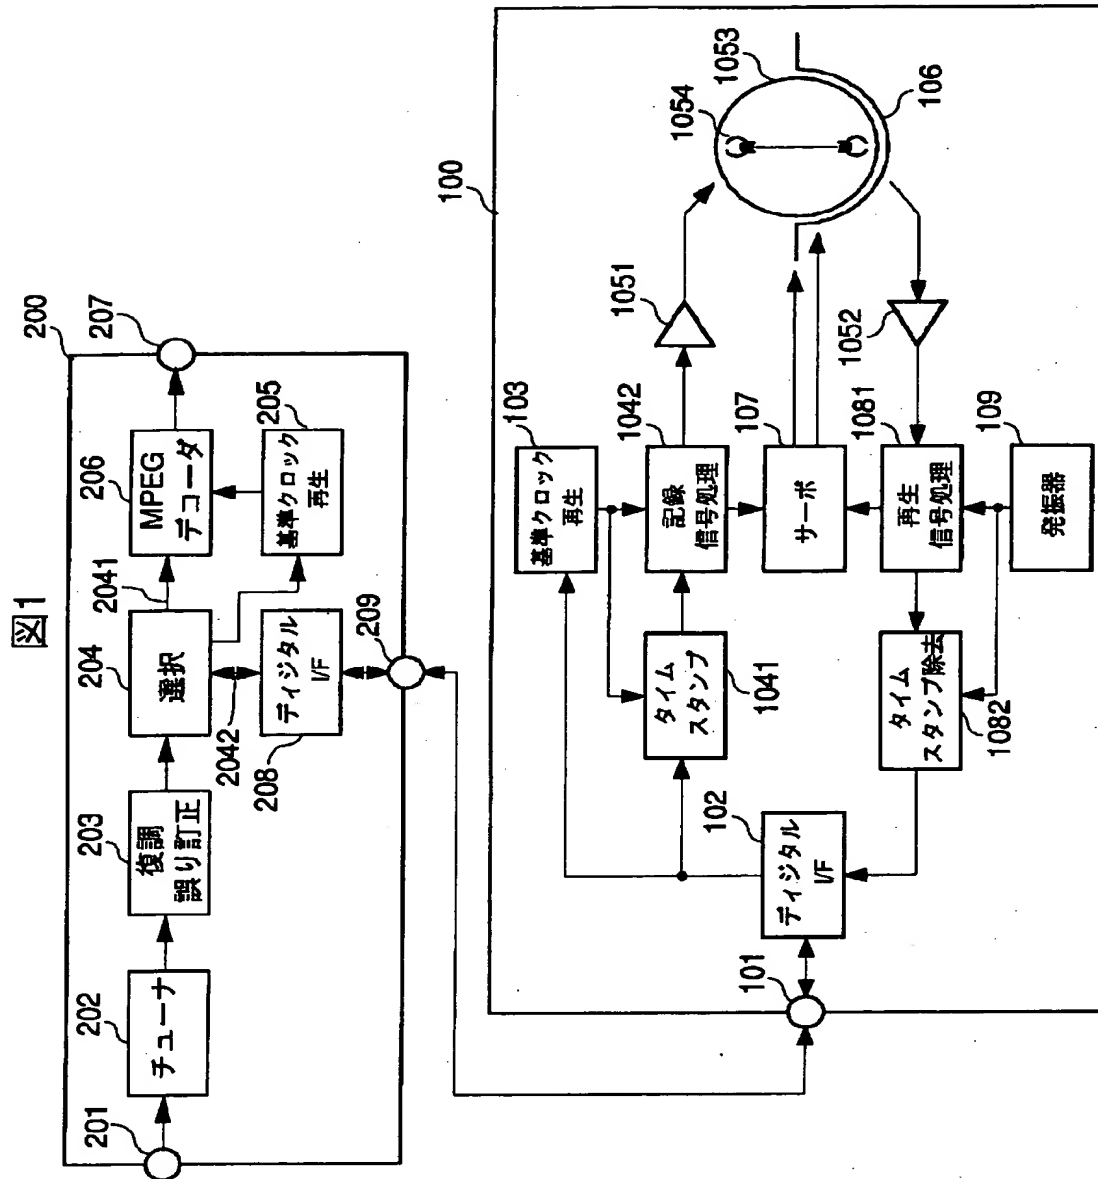 図1
200
201
202
チューナ
203
復調
誤り訂正
204
選択
2041
2042
206
MPEG
デコーダ
205
基準クロック
再生
207
208
ディジタル
I/F
209
100
101
102
ディジタル
I/F
103
基準クロック
再生
1041
タイム
スタンプ
1042
記録
信号処理
1051
1052
1053
1054
106
107
サーボ
1081
再生
信号処理
1082
タイム
スタンプ除去
109
発振器